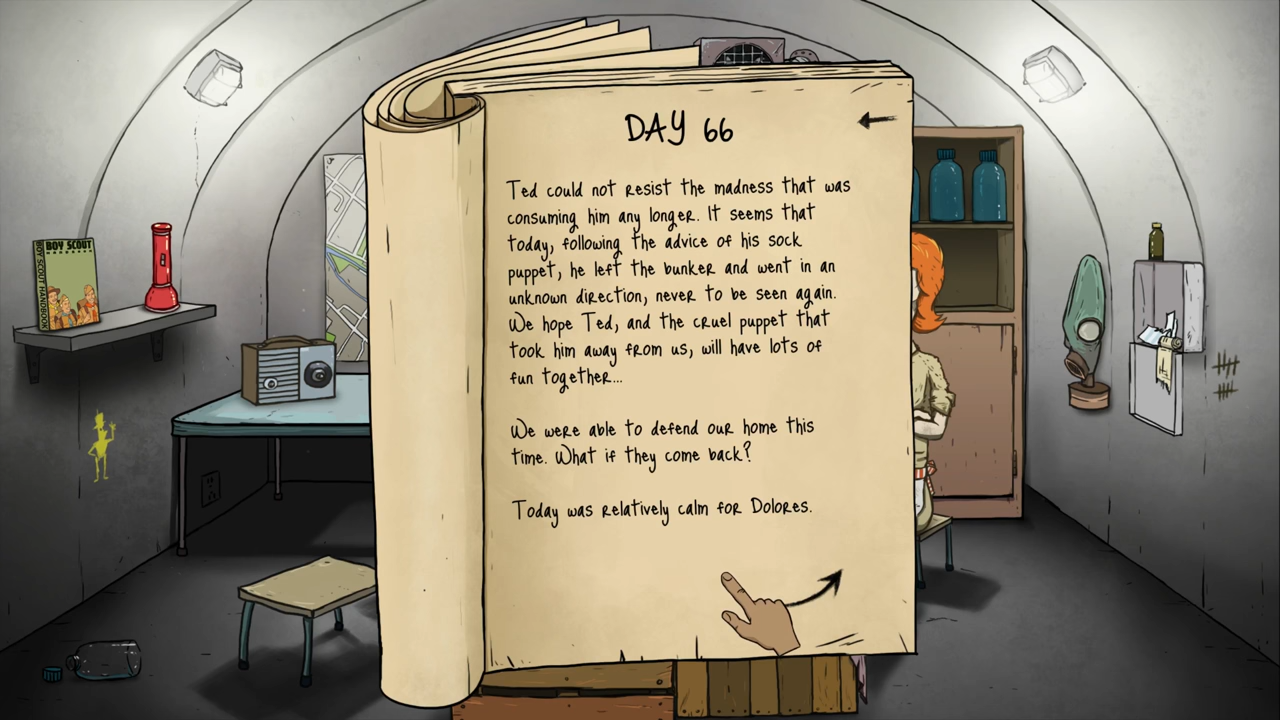 DAY 66
Ted could not resist the madness that was
consuming him any longer. It seems that
today, following the advice of his sock
puppet, he left the bunker and went in an
unknown direction, never to be seen again.
We hope Ted, and the cruel puppet that
took him away from us, will have lots of
fun together...
We were able to defend our home this
time. What if they come back?
Today was relatively calm for Dolores.
BOY SCOUT
BOY SCOUT HANDBOOK